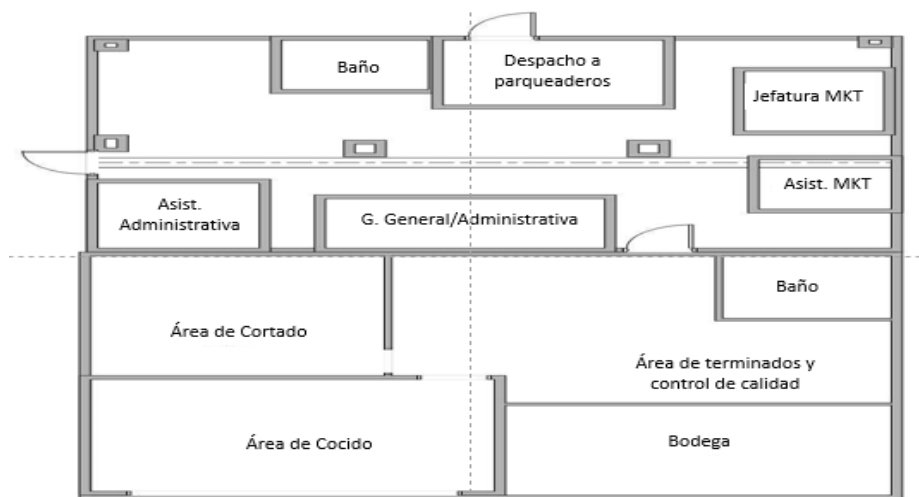 Baño
Despacho a
parqueaderos
Jefatura MKT
Asist. MKT
Asist.
Administrativa
G. General/Administrativa
Baño
Área de Cortado
Área de terminados y
control de calidad
Área de Cocido
Bodega